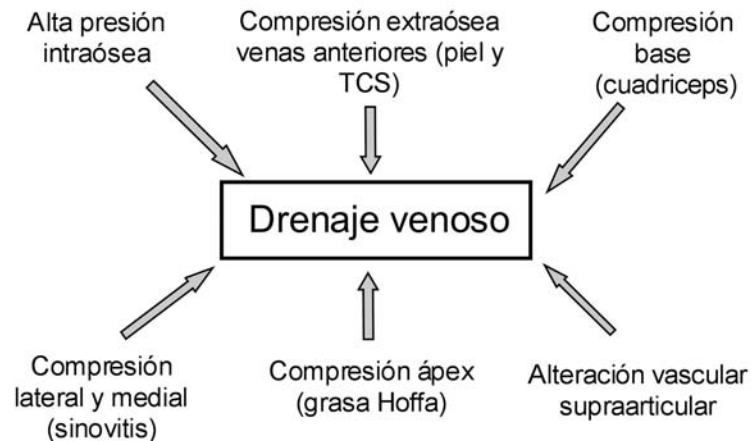 Alta presión
intraósea
Compresión extraósea
venas anteriores (piel y
TCS)
Compresión
base
(cuadriceps)
Drenaje venoso
Compresión
lateral y medial
(sinovitis)
Compresión ápex
(grasa Hoffa)
Alteración vascular
supraarticular